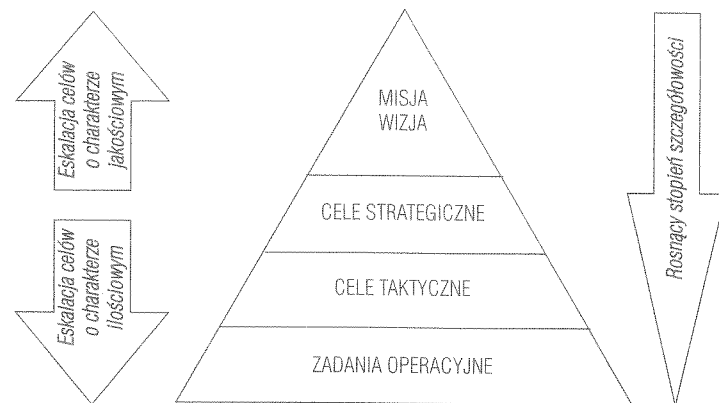 Eskalacja celów
o charakterze
jakościowym
Eskalacja celów
o charakterze
ilościowym
MISJA
WIZJA
CELE STRATEGICZNE
CELE TAKTYCZNE
ZADANIA OPERACYJNE
Rosnący stopień szczegółowości